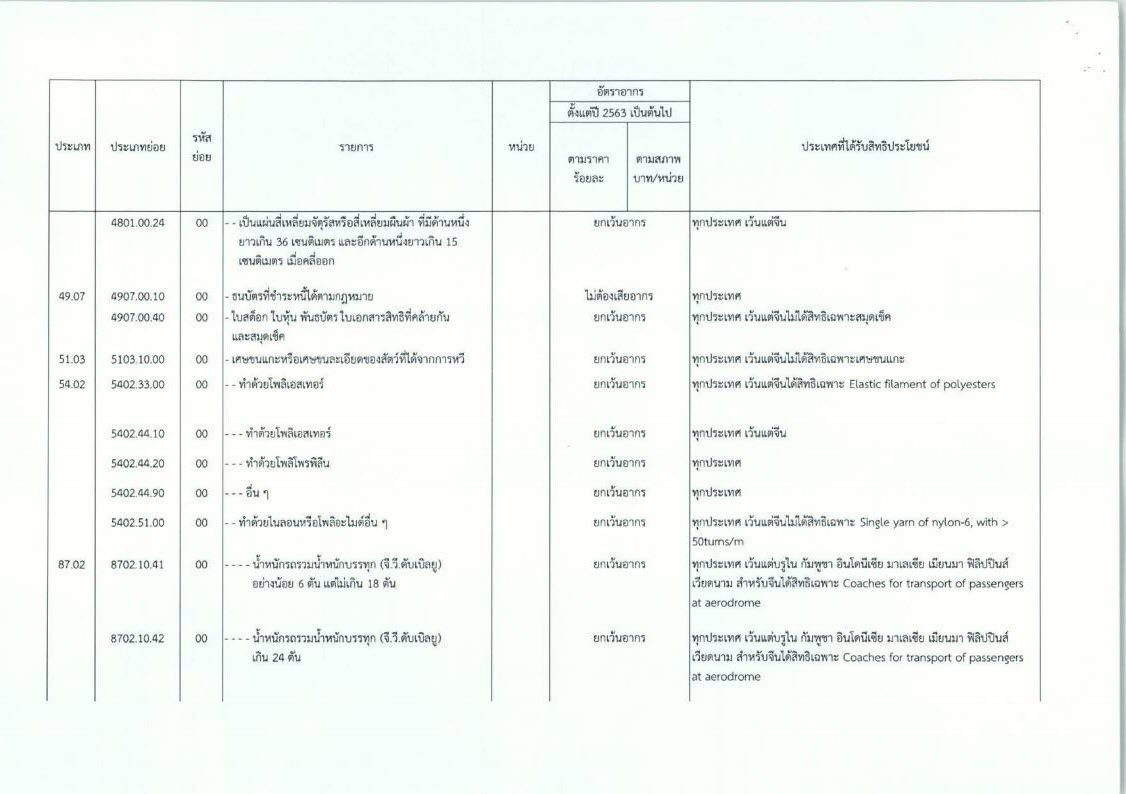 อัตราอากร
ตั้งแต่ปี 2563 เป็นต้นไป
ประเภท ประเภทย่อย รหัสย่อย รายการ หน่วย ตามราคา ร้อยละ ตามสภาพ บาท/หน่วย ประเทศที่ได้รับสิทธิประโยชน์
4801.00.24 00 - - เป็นแผ่นสี่เหลี่ยมจัตุรัสหรือสี่เหลี่ยมผืนผ้า ที่มีด้านหนึ่ง ยกเว้นอากร ทุกประเทศ เว้นแต่จีน
ยาวเกิน 36 เซนติเมตร และอีกด้านหนึ่งยาวเกิน 15
เซนติเมตร เมื่อคลี่ออก
49.07 4907.00.10 00 - ธนบัตรที่ชำระหนี้ได้ตามกฎหมาย ไม่ต้องเสียอากร ทุกประเทศ
4907.00.40 00 - ใบสต็อก ใบหุ้น พันธบัตร ใบเอกสารสิทธิที่คล้ายกัน ยกเว้นอากร ทุกประเทศ เว้นแต่จีนไม่ได้สิทธิเฉพาะสมุดเช็ค
และสมุดเช็ค
51.03 5103.10.00 00 - เศษขนแกะหรือเศษขนละเอียดของสัตว์ที่ได้จากการหวี ยกเว้นอากร ทุกประเทศ เว้นแต่จีนไม่ได้สิทธิเฉพาะเศษขนแกะ
54.02 5402.33.00 00 - - ทำด้วยโพลิเอสเทอร์ ยกเว้นอากร ทุกประเทศ เว้นแต่จีนได้สิทธิเฉพาะ Elastic filament of polyesters
5402.44.10 00 - - - ทำด้วยโพลิเอสเทอร์ ยกเว้นอากร ทุกประเทศ เว้นแต่จีน
5402.44.20 00 - - - ทำด้วยโพลิโพรพิลีน ยกเว้นอากร ทุกประเทศ
5402.44.90 00 - - - อื่น ๆ ยกเว้นอากร ทุกประเทศ
5402.51.00 00 - - ทำด้วยไนลอนหรือโพลิอะไมด์อื่น ๆ ยกเว้นอากร ทุกประเทศ เว้นแต่จีนไม่ได้สิทธิเฉพาะ Single yarn of nylon-6, with >
50turns/m
87.02 8702.10.41 00 - - - - น้ำหนักรถรวมน้ำหนักบรรทุก (จี.วี.ดับเบิลยู) ยกเว้นอากร ทุกประเทศ เว้นแต่บรูไน กัมพูชา อินโดนีเซีย มาเลเซีย เมียนมา ฟิลิปปินส์
อย่างน้อย 6 ตัน แต่ไม่เกิน 18 ตัน เวียดนาม สำหรับจีนได้สิทธิเฉพาะ Coaches for transport of passengers
at aerodrome
8702.10.42 00 - - - - น้ำหนักรถรวมน้ำหนักบรรทุก (จี.วี.ดับเบิลยู) ยกเว้นอากร ทุกประเทศ เว้นแต่บรูไน กัมพูชา อินโดนีเซีย มาเลเซีย เมียนมา ฟิลิปปินส์
เกิน 24 ตัน เวียดนาม สำหรับจีนได้สิทธิเฉพาะ Coaches for transport of passengers
at aerodrome